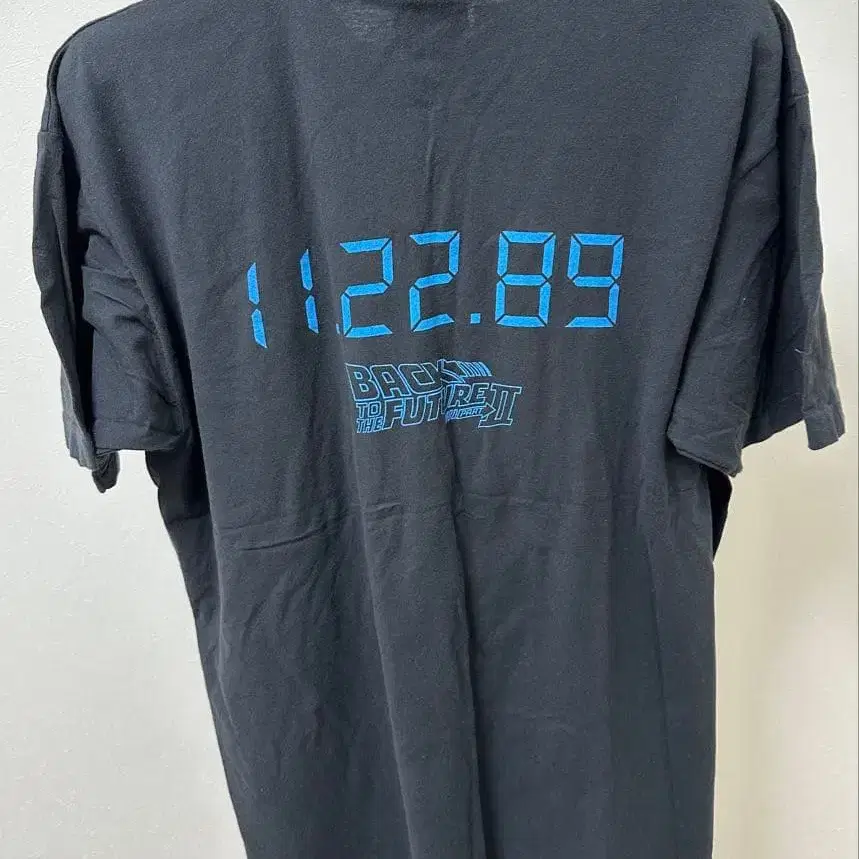 11.22.89
BACK
TO THE FUTURE PART II